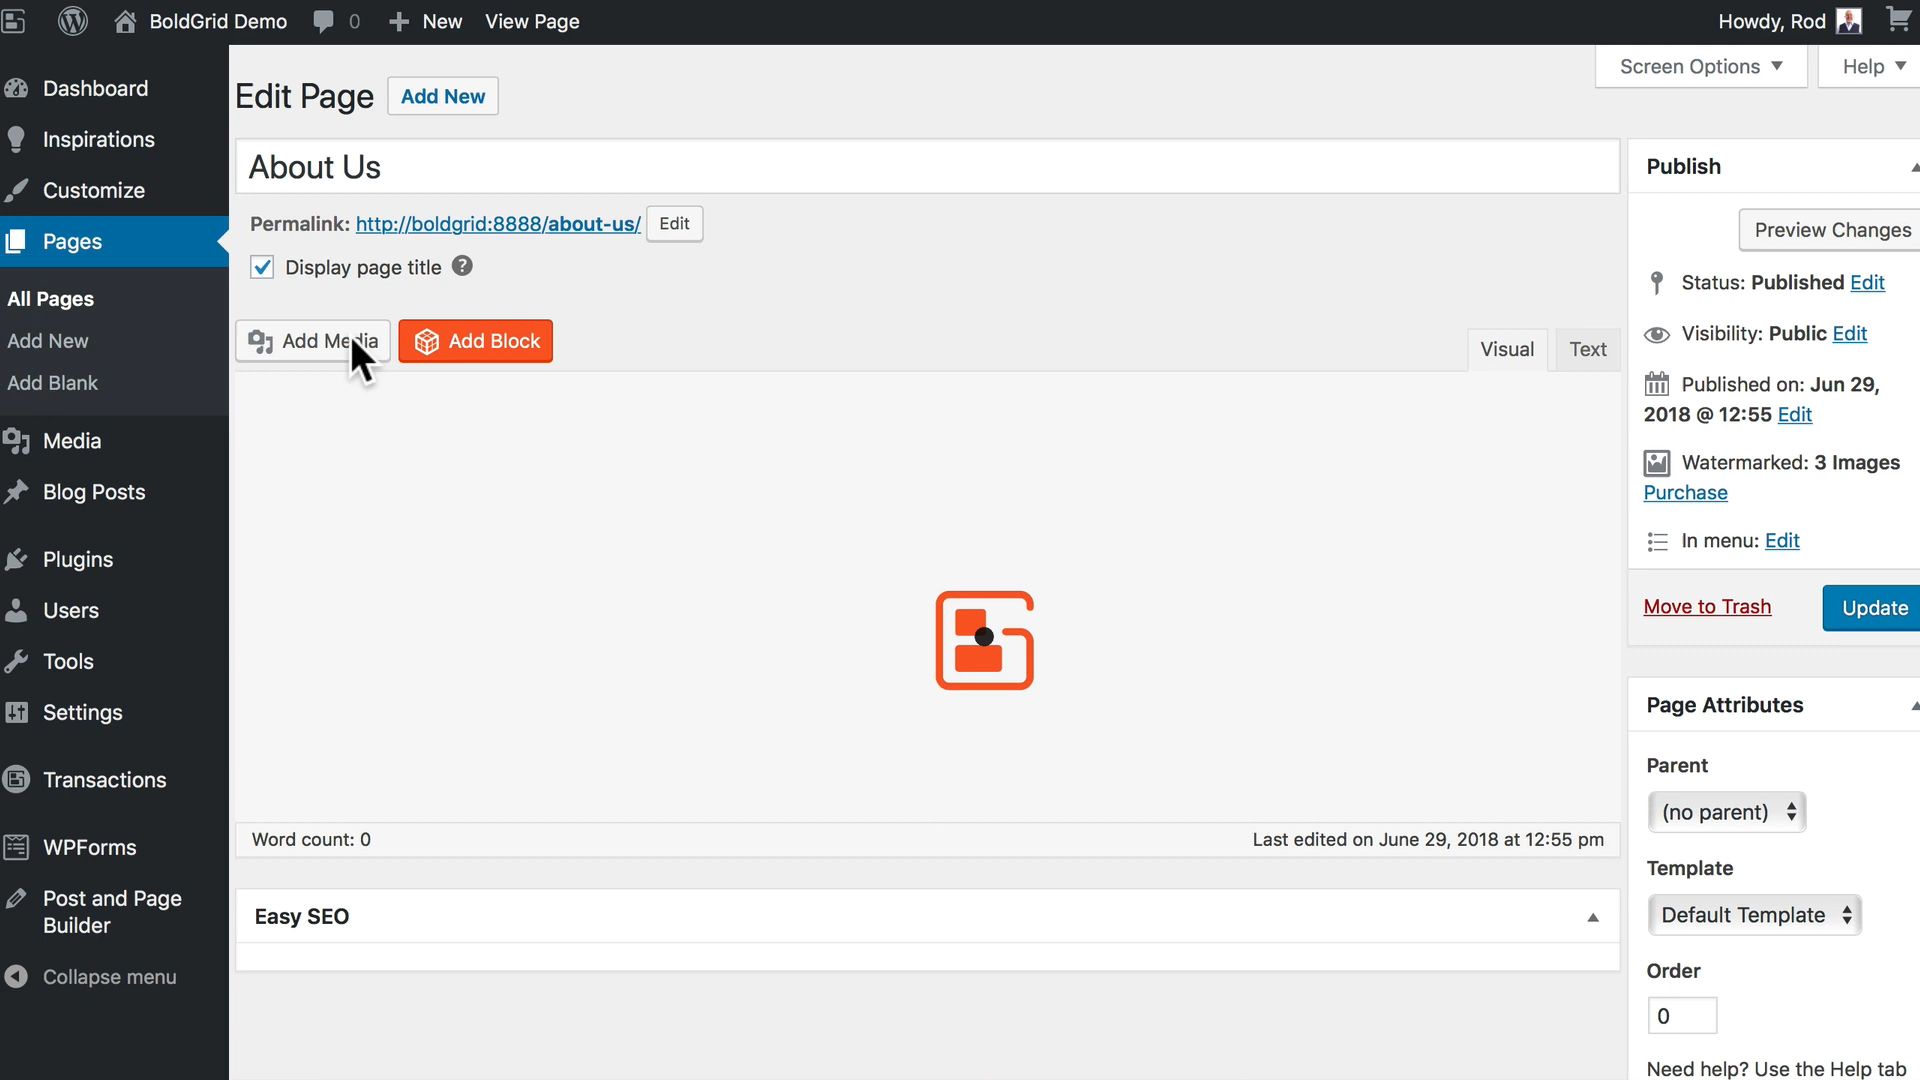 BoldGrid Demo 0 New View Page
Howdy, Rod
Dashboard
Inspirations
Customize
Pages
All Pages
Add New
Add Blank
Media
Blog Posts
Plugins
Users
Tools
Settings
Transactions
WPForms
Post and Page
Builder
Collapse menu
Screen Options
Help
Edit Page
Add New
About Us
Permalink: http://boldgrid:8888/about-us/ Edit
Display page title ?
Add Media
Add Block
Visual
Text
Word count: 0
Last edited on June 29, 2018 at 12:55 pm
Easy SEO
Publish
Preview Changes
Status: Published Edit
Visibility: Public Edit
Published on: Jun 29,
2018 @ 12:55 Edit
Watermarked: 3 Images
Purchase
In menu: Edit
Move to Trash
Update
Page Attributes
Parent
(no parent)
Template
Default Template
Order
0
Need help? Use the Help tab